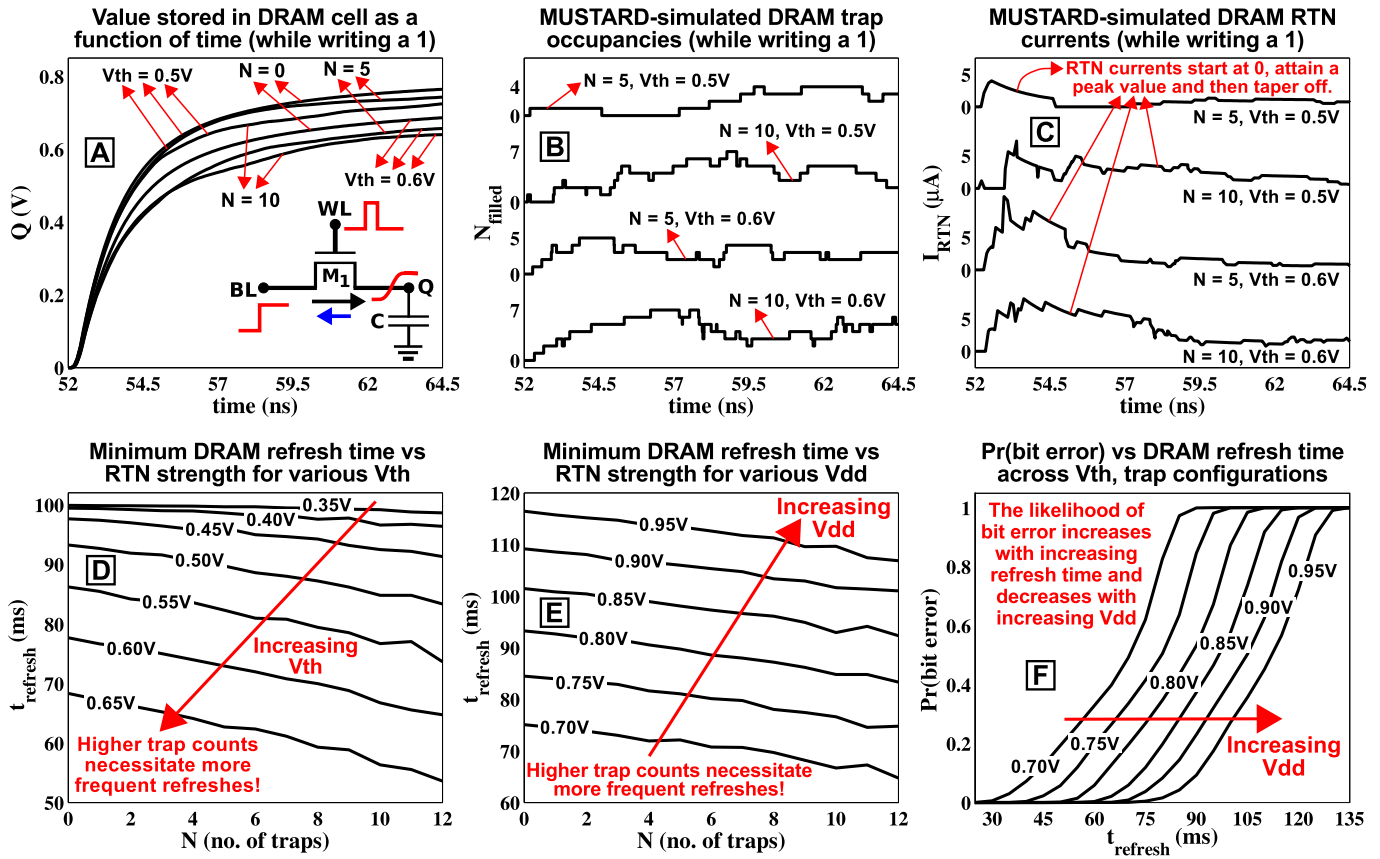 Value stored in DRAM cell as a
function of time (while writing a 1)
Q (V)
0.8
0.6
0.4
0.2
0
Vth = 0.5V
N = 0
N = 5
A
Vth = 0.6V
N = 10
WL
M1
BL
Q
C
52
54.5
57
59.5
62
64.5
time (ns)
MUSTARD-simulated DRAM trap
occupancies (while writing a 1)
Nfilled
4
0
7
0
5
0
7
0
N = 5, Vth = 0.5V
B
N = 10, Vth = 0.5V
N = 5, Vth = 0.6V
N = 10, Vth = 0.6V
52
54.5
57
59.5
62
64.5
time (ns)
MUSTARD-simulated DRAM RTN
currents (while writing a 1)
IRTN (μA)
5
0
5
0
5
0
5
0
RTN currents start at 0, attain a
peak value and then taper off.
N = 5, Vth = 0.5V
C
N = 10, Vth = 0.5V
N = 5, Vth = 0.6V
N = 10, Vth = 0.6V
52
54.5
57
59.5
62
64.5
time (ns)
Minimum DRAM refresh time vs
RTN strength for various Vth
trefresh (ms)
100
90
80
70
60
50
0.35V
0.40V
0.45V
0.50V
D
0.55V
0.60V
0.65V
Increasing
Vth
Higher trap counts
necessitate more
frequent refreshes!
0
2
4
6
8
10
12
N (no. of traps)
Minimum DRAM refresh time vs
RTN strength for various Vdd
trefresh (ms)
120
110
100
90
80
70
60
Increasing
Vdd
0.95V
0.90V
0.85V
E
0.80V
0.75V
0.70V
Higher trap counts necessitate
more frequent refreshes!
0
2
4
6
8
10
12
N (no. of traps)
Pr(bit error) vs DRAM refresh time
across Vth, trap configurations
Pr(bit error)
1
0.8
0.6
0.4
0.2
0
The likelihood of
bit error increases
with increasing
refresh time and
decreases with
increasing Vdd
0.95V
0.90V
0.85V
0.80V
F
0.75V
0.70V
Increasing
Vdd
30
45
60
75
90
105
120
135
trefresh (ms)